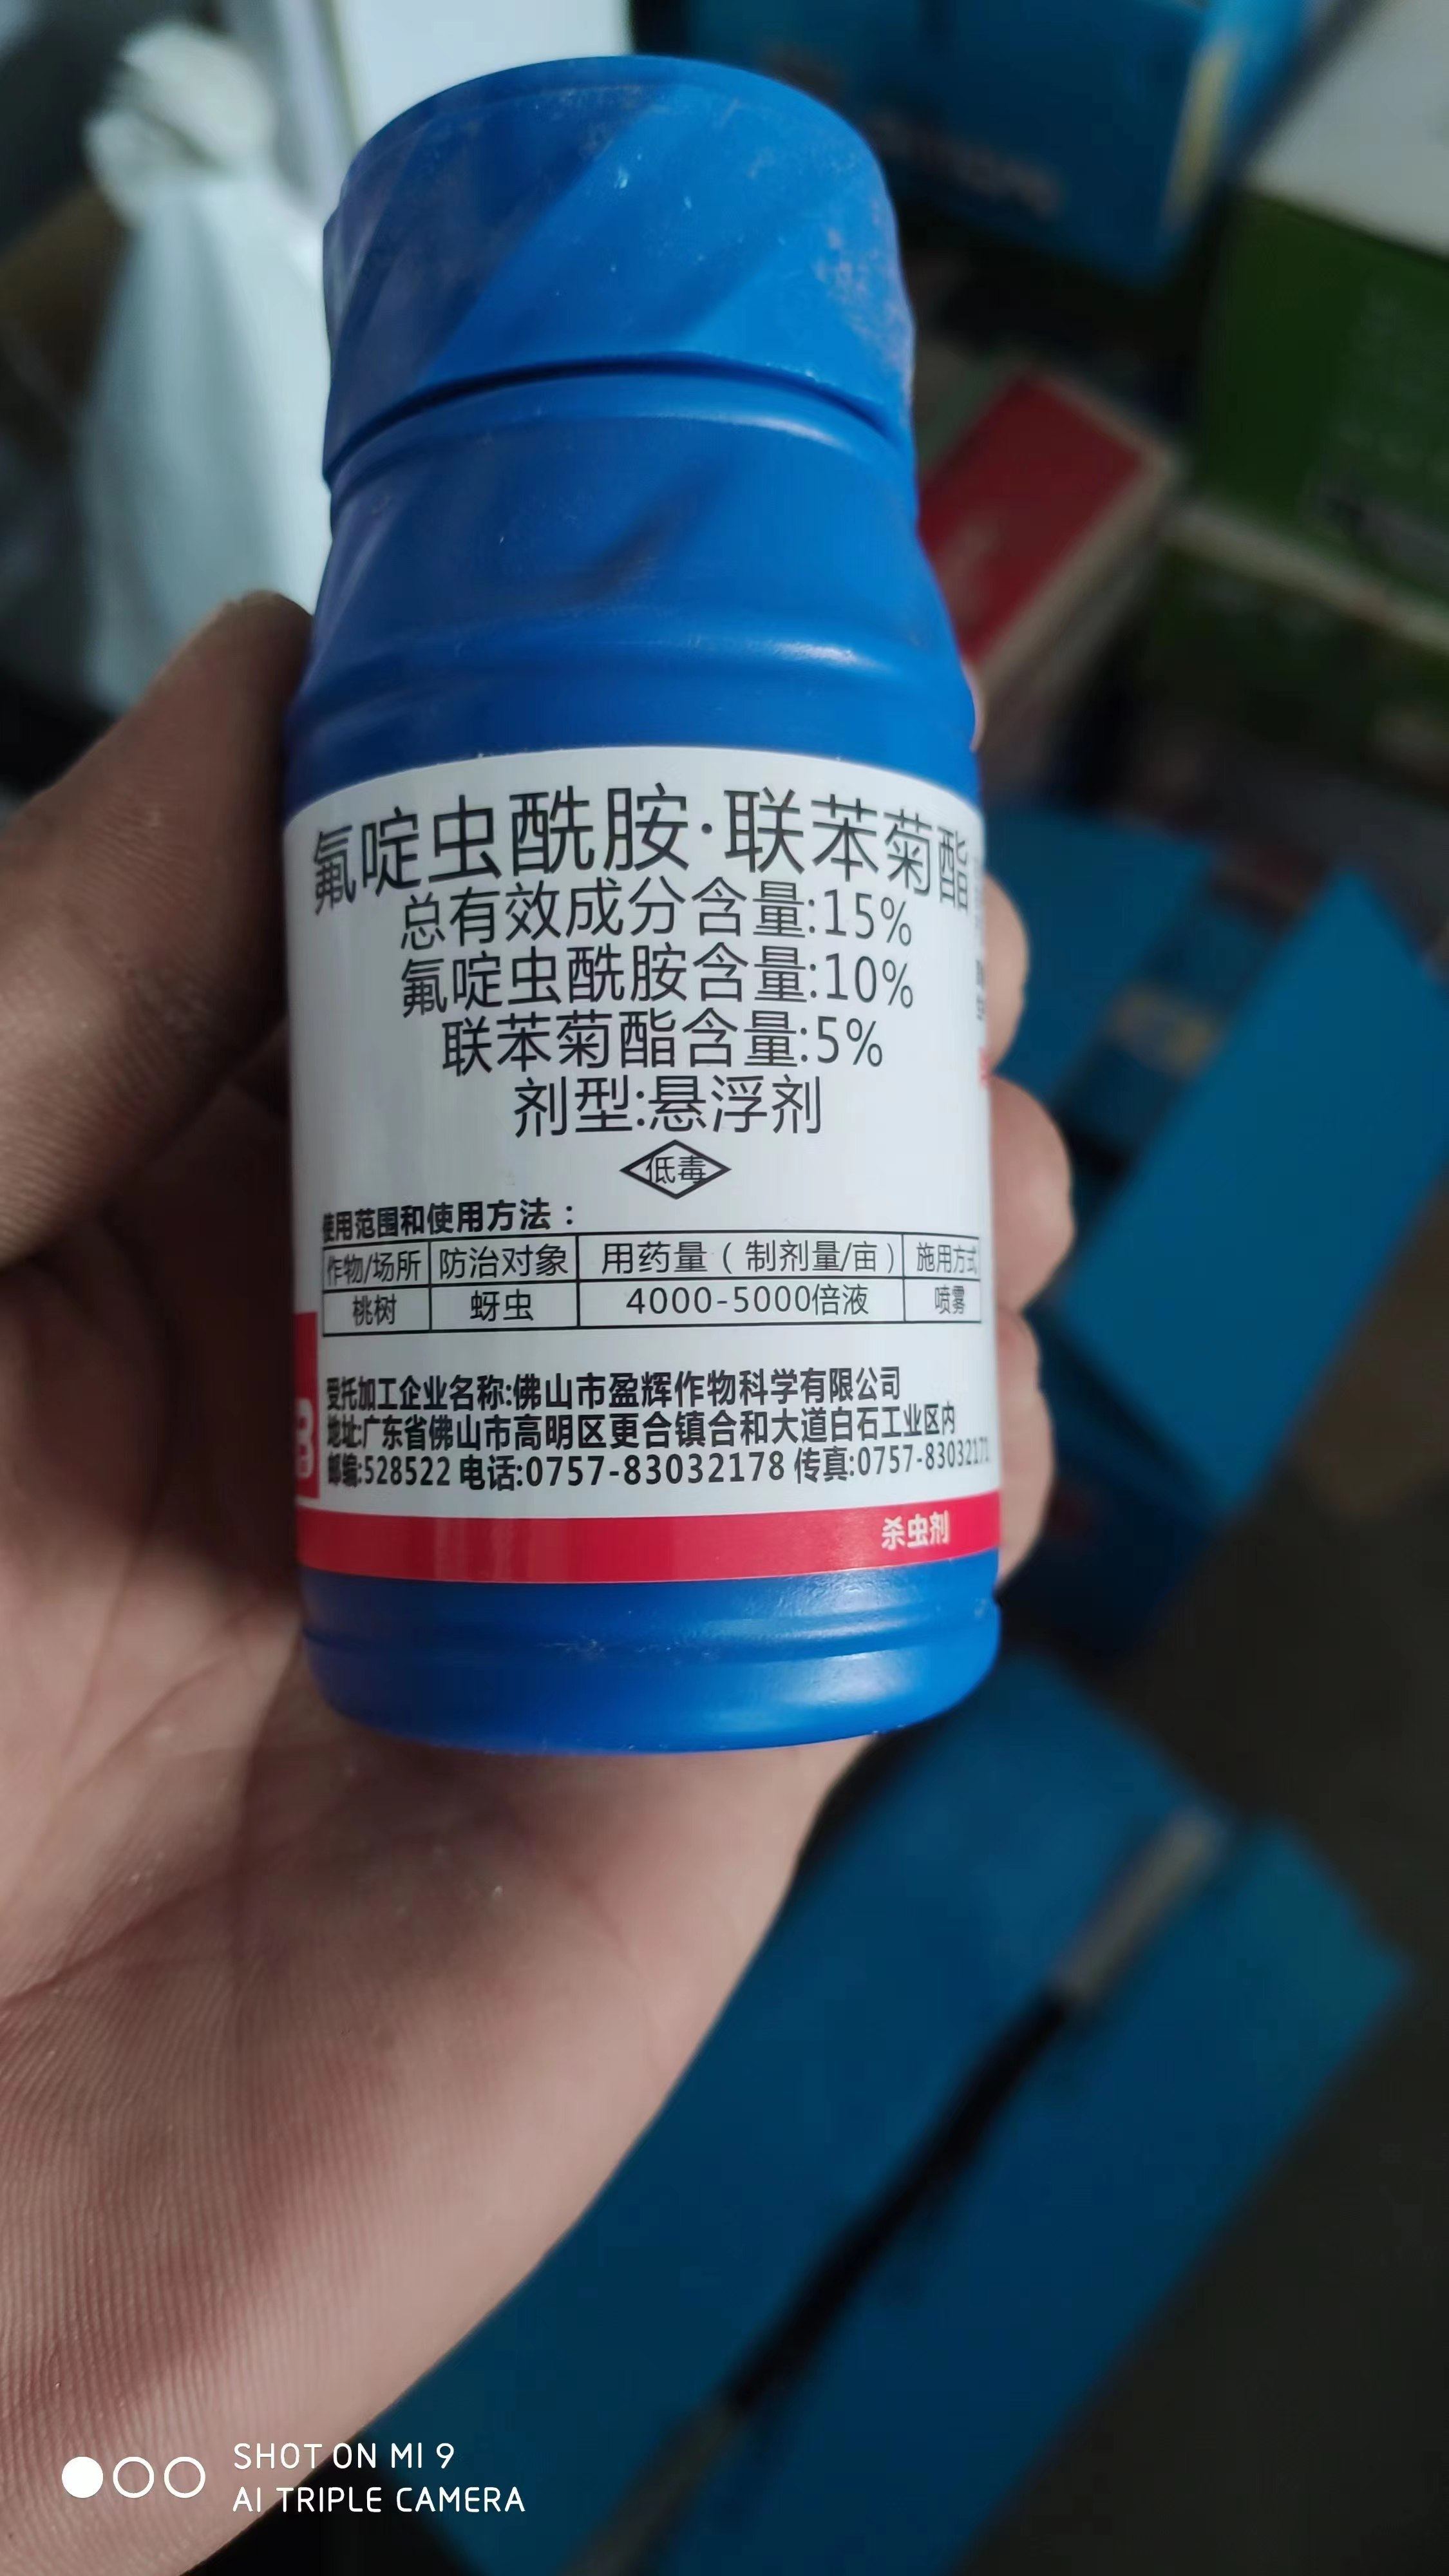 氟啶虫酰胺·联苯菊酯
总有效成分含量:15%
氟啶虫酰胺含量:10%
联苯菊酯含量:5%
剂型:悬浮剂
低毒
使用范围和使用方法：
作物/场所 防治对象 用药量（制剂量/亩） 施用方式
桃树 蚜虫 4000-5000倍液 喷雾
受托加工企业名称:佛山市盈辉作物科学有限公司
地址:广东省佛山市高明区更合镇合和大道白石工业区内
邮编:528522 电话:0757-83032178 传真:0757-8303217
杀虫剂
SHOT ON MI 9
AI TRIPLE CAMERA